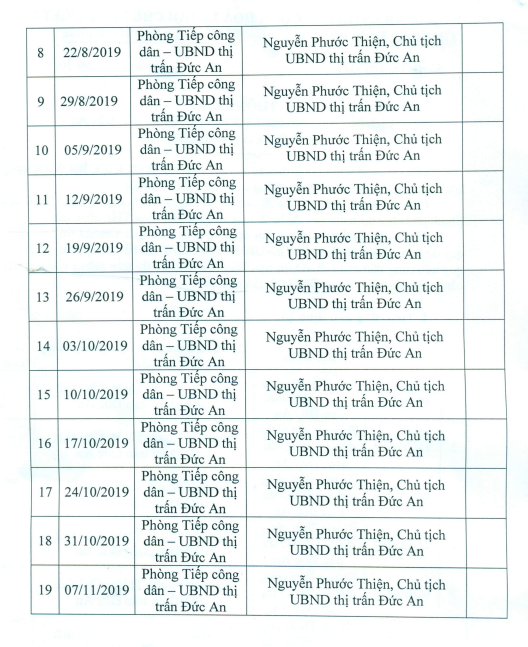 8 22/8/2019 Phòng Tiếp công dân – UBND thị trấn Đức An Nguyễn Phước Thiện, Chủ tịch UBND thị trấn Đức An
9 29/8/2019 Phòng Tiếp công dân – UBND thị trấn Đức An Nguyễn Phước Thiện, Chủ tịch UBND thị trấn Đức An
10 05/9/2019 Phòng Tiếp công dân – UBND thị trấn Đức An Nguyễn Phước Thiện, Chủ tịch UBND thị trấn Đức An
11 12/9/2019 Phòng Tiếp công dân – UBND thị trấn Đức An Nguyễn Phước Thiện, Chủ tịch UBND thị trấn Đức An
12 19/9/2019 Phòng Tiếp công dân – UBND thị trấn Đức An Nguyễn Phước Thiện, Chủ tịch UBND thị trấn Đức An
13 26/9/2019 Phòng Tiếp công dân – UBND thị trấn Đức An Nguyễn Phước Thiện, Chủ tịch UBND thị trấn Đức An
14 03/10/2019 Phòng Tiếp công dân – UBND thị trấn Đức An Nguyễn Phước Thiện, Chủ tịch UBND thị trấn Đức An
15 10/10/2019 Phòng Tiếp công dân – UBND thị trấn Đức An Nguyễn Phước Thiện, Chủ tịch UBND thị trấn Đức An
16 17/10/2019 Phòng Tiếp công dân – UBND thị trấn Đức An Nguyễn Phước Thiện, Chủ tịch UBND thị trấn Đức An
17 24/10/2019 Phòng Tiếp công dân – UBND thị trấn Đức An Nguyễn Phước Thiện, Chủ tịch UBND thị trấn Đức An
18 31/10/2019 Phòng Tiếp công dân – UBND thị trấn Đức An Nguyễn Phước Thiện, Chủ tịch UBND thị trấn Đức An
19 07/11/2019 Phòng Tiếp công dân – UBND thị trấn Đức An Nguyễn Phước Thiện, Chủ tịch UBND thị trấn Đức An